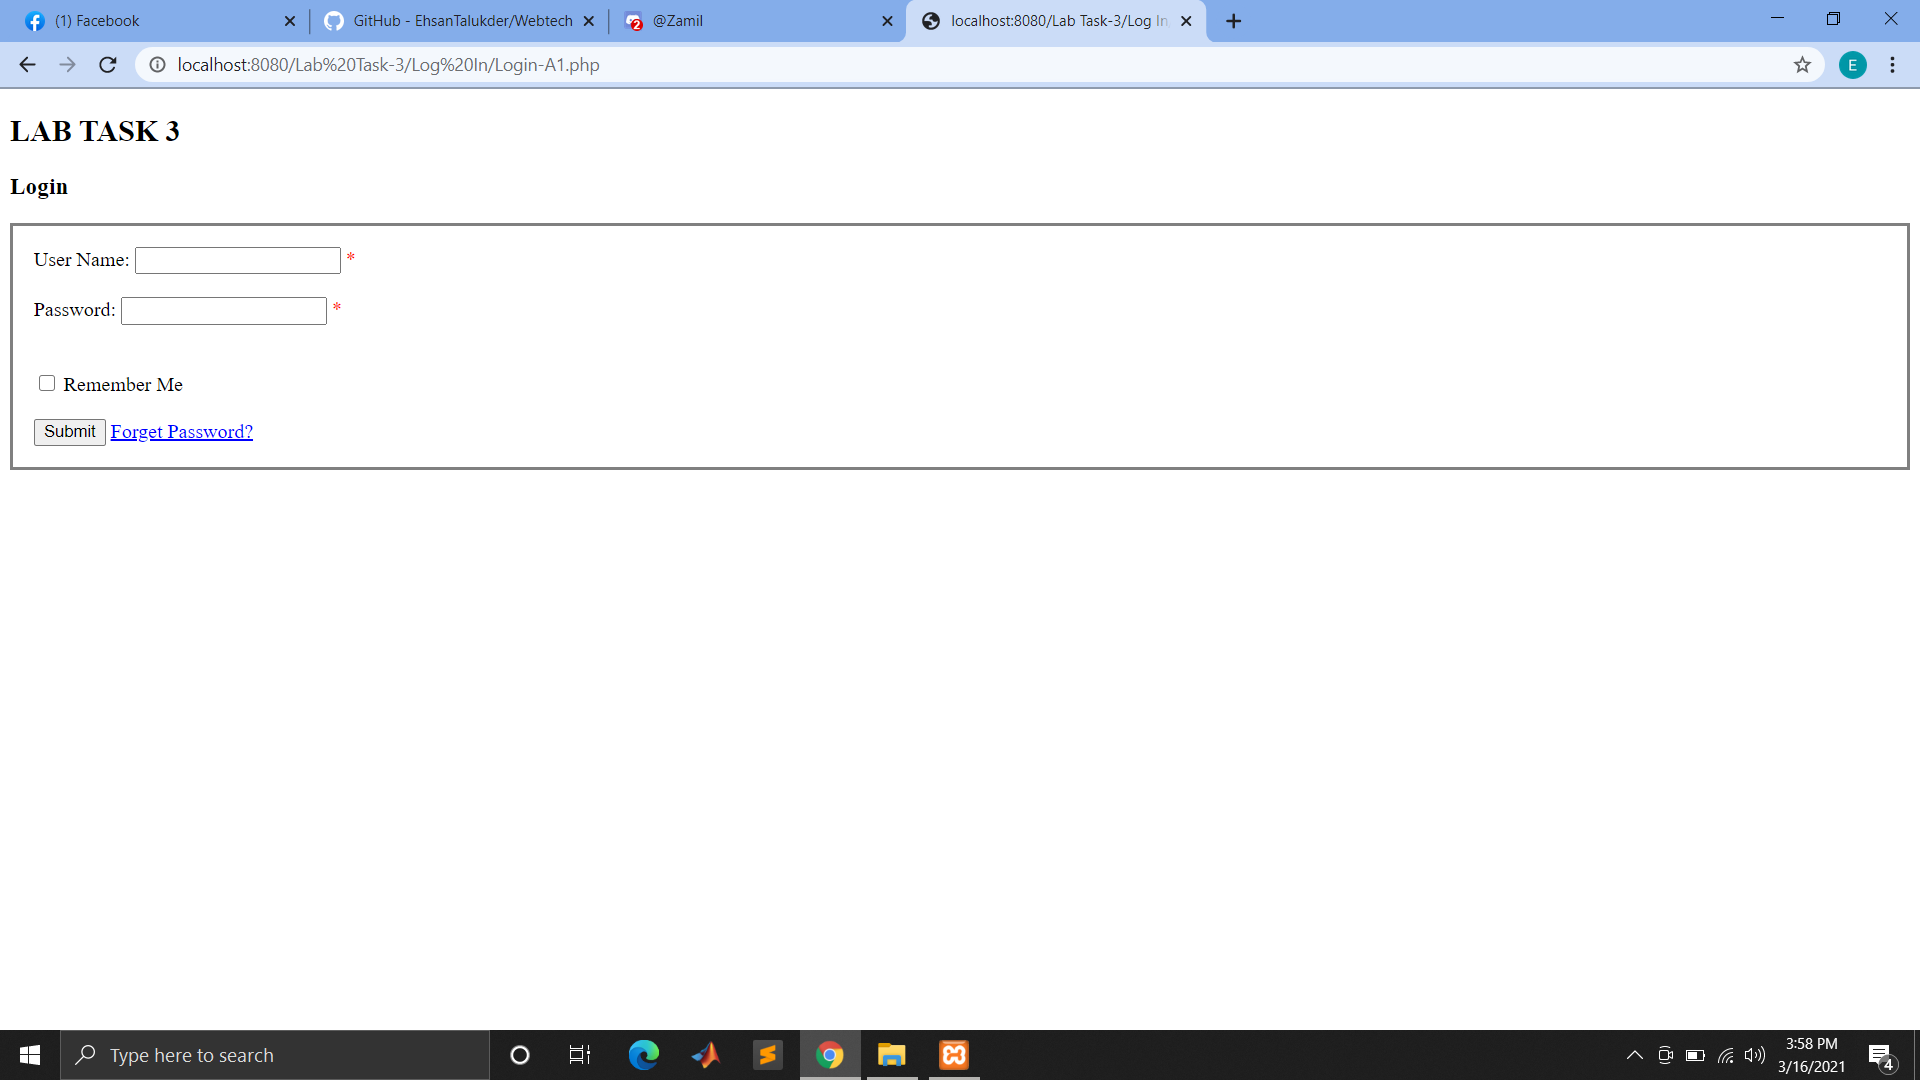 (1) Facebook
GitHub - EhsanTalukder/Webtech
2
@Zamil
localhost:8080/Lab Task-3/Log In
localhost:8080/Lab%20Task-3/Log%20In/Login-A1.php
E
LAB TASK 3
Login
User Name: *
Password: *
Remember Me
Submit Forget Password?
Type here to search
3:58 PM
3/16/2021
4